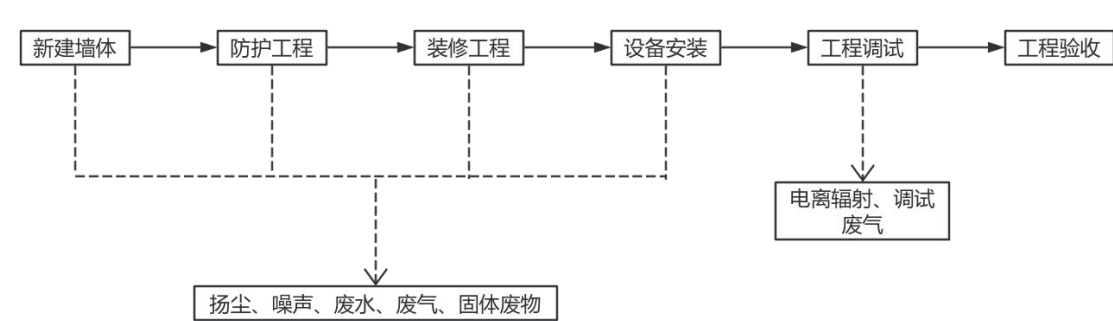 新建墙体
防护工程
装修工程
设备安装
工程调试
工程验收
电离辐射、调试
废气
扬尘、噪声、废水、废气、固体废物